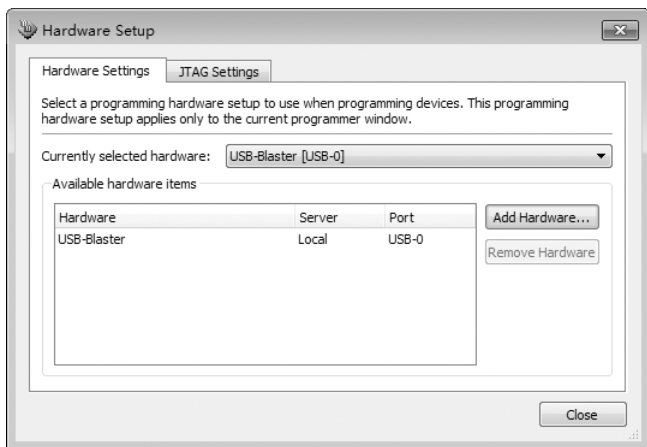 Hardware Setup
Hardware Settings JTAG Settings
Select a programming hardware setup to use when programming devices. This programming
hardware setup applies only to the current programmer window.
Currently selected hardware: USB-Blaster [USB-0]
Available hardware items
Hardware Server Port
USB-Blaster Local USB-0
Add Hardware...
Remove Hardware
Close